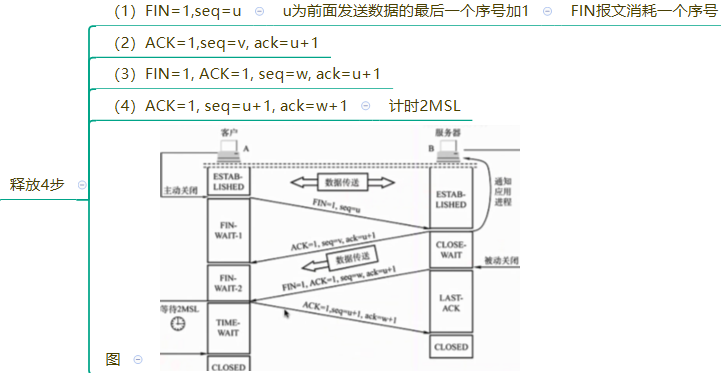 (1) FIN=1,seq=u u为前面发送数据的最后一个序号加1 FIN报文消耗一个序号
(2) ACK=1,seq=v, ack=u+1
(3) FIN=1, ACK=1, seq=w, ack=u+1
(4) ACK=1, seq=u+1, ack=w+1 计时2MSL
释放4步
图
客户
服务器
A
B
ESTAB-
LISHED
数据传送
ESTAB-
LISHED
通知
应用
进程
主动关闭
FIN=1, seq=u
FIN-
WAIT-1
ACK=1, seq=v, ack=u+1
CLOSE-
WAIT
数据传送
被动关闭
FIN-
WAIT-2
FIN=1, ACK=1, seq=w, ack=u+1
LAST-
ACK
等待2MSL
ACK=1,seq=u+1, ack=w+1
TIME-
WAIT
CLOSED
CLOSED